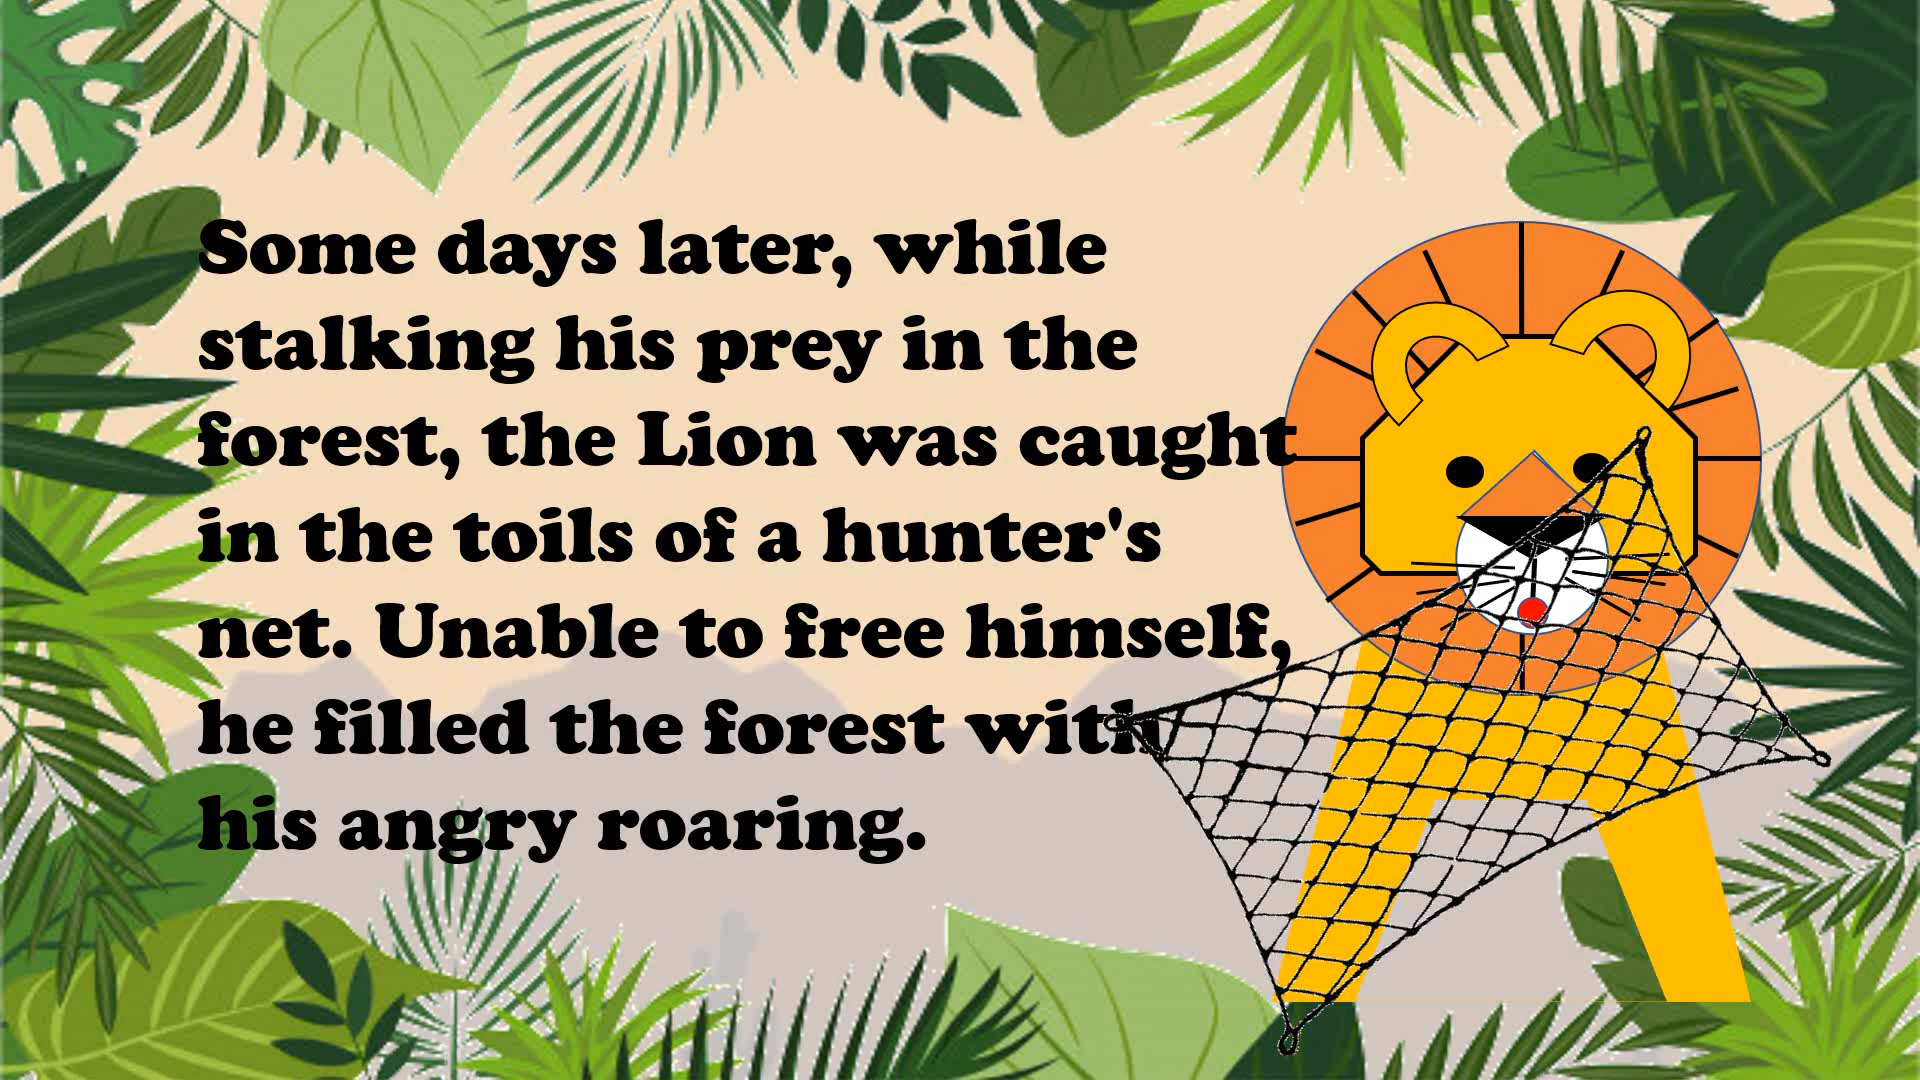 Some days later, while
stalking his prey in the
forest, the Lion was caught
in the toils of a hunter's
net. Unable to free himself,
he filled the forest with
his angry roaring.